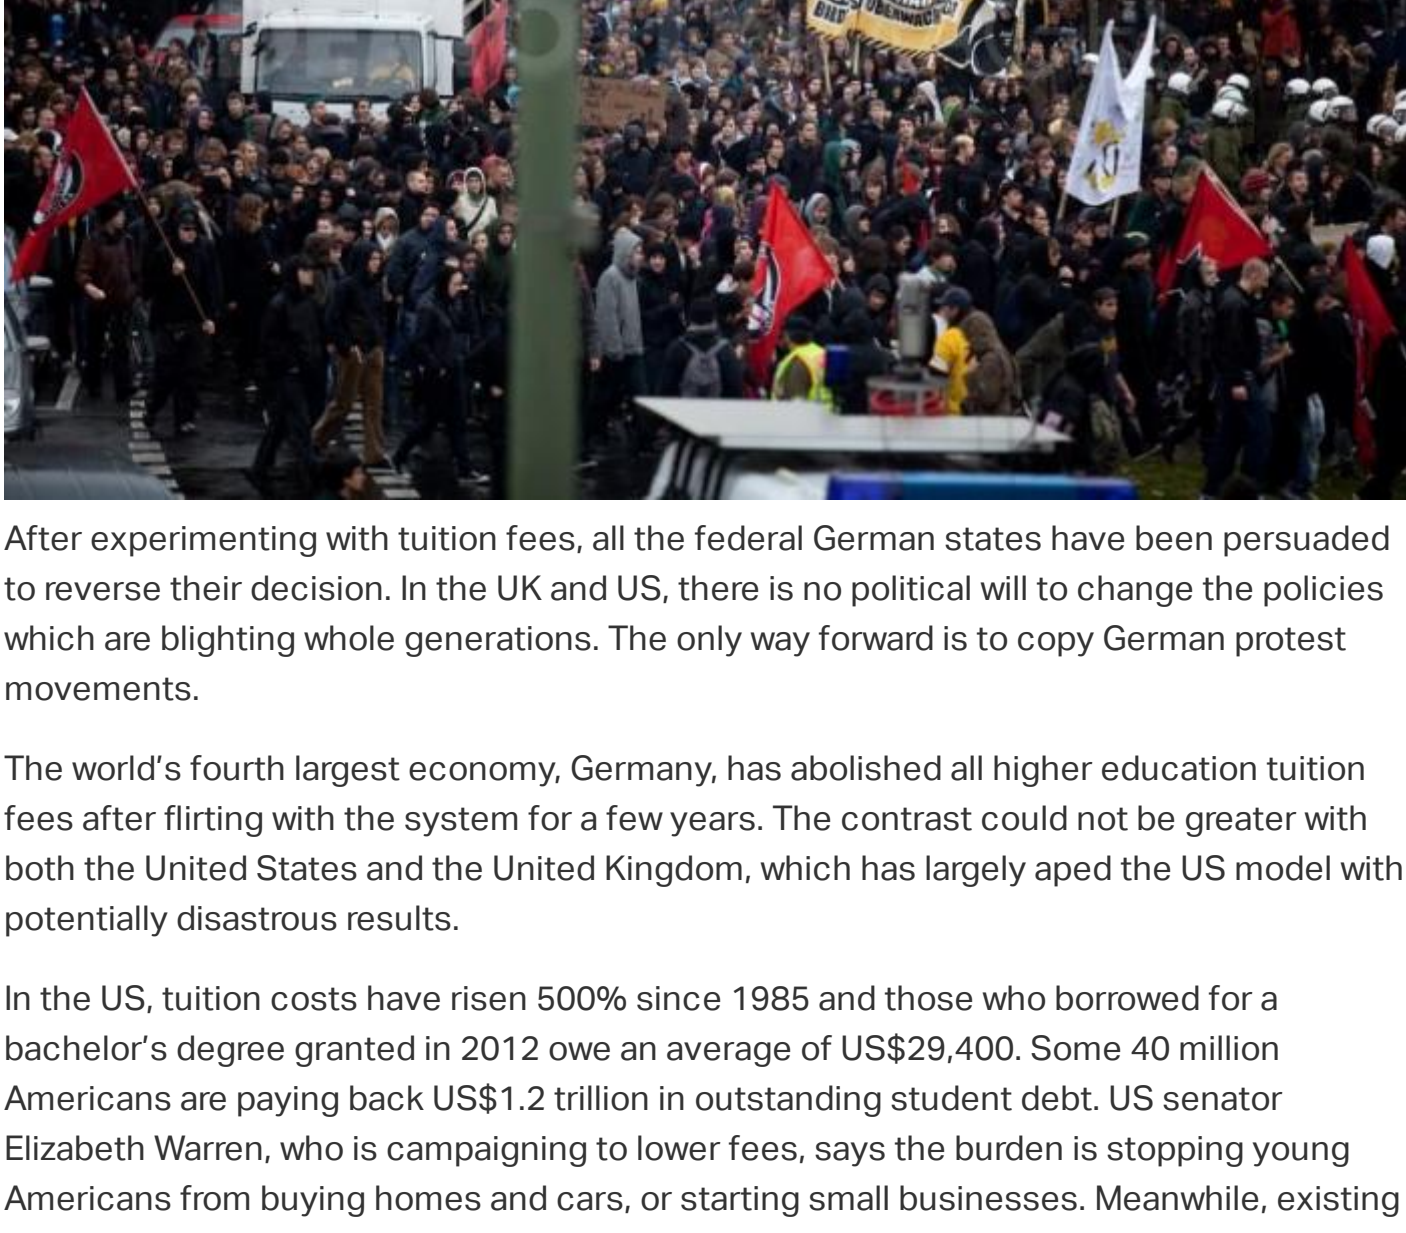 After experimenting with tuition fees, all the federal German states have been persuaded
to reverse their decision. In the UK and US, there is no political will to change the policies
which are blighting whole generations. The only way forward is to copy German protest
movements.
The world’s fourth largest economy, Germany, has abolished all higher education tuition
fees after flirting with the system for a few years. The contrast could not be greater with
both the United States and the United Kingdom, which has largely aped the US model with
potentially disastrous results.
In the US, tuition costs have risen 500% since 1985 and those who borrowed for a
bachelor’s degree granted in 2012 owe an average of US$29,400. Some 40 million
Americans are paying back US$1.2 trillion in outstanding student debt. US senator
Elizabeth Warren, who is campaigning to lower fees, says the burden is stopping young
Americans from buying homes and cars, or starting small businesses. Meanwhile, existing